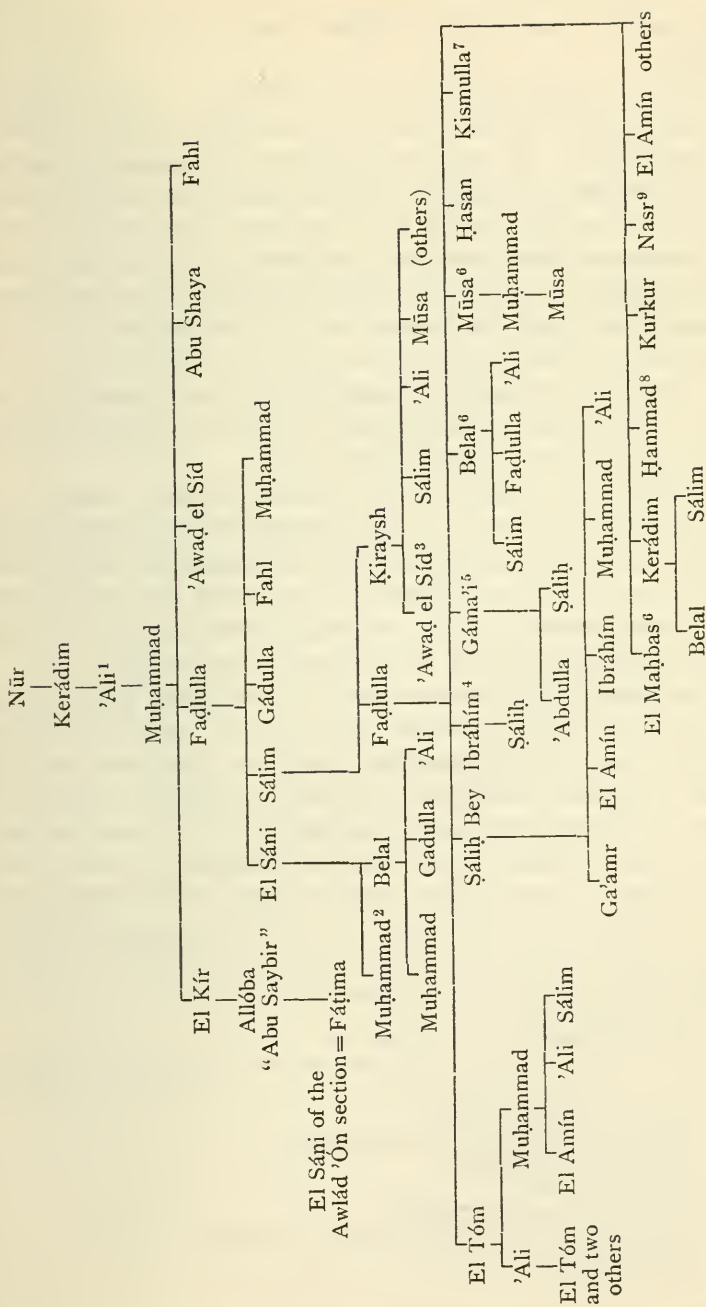 Nūr
Kerádim
’Ali¹
Muḥammad
El Kír Faḍlulla ’Awaḍ el Síd Abu Shaya Fahl
Allóba El Sáni Sálim Gádulla Fahl Muḥammad
“Abu Saybir”
El Sáni of the
Awlád ’Ón section=Fáṭima
Faḍlulla Ḳiraysh
Muḥammad² Belal
’Awaḍ el Síd³ Sálim ’Ali Mūsa (others)
Muḥammad Gadulla ’Ali
El Tóm Ṣáliḥ Bey Ibráhím⁴ Gáma’i⁵ Belal⁶ Mūsa⁶ Ḥasan Ḳismulla⁷
Ṣáliḥ
Sálim Faḍlulla ’Ali
Muḥammad
Mūsa
’Ali Muḥammad
’Abdulla Ṣáliḥ
El Tóm
and two
others
El Amín ’Ali Sálim
Ga’amr El Amín Ibráhím Muḥammad ’Ali
El Maḥbas⁶ Kerádim Ḥammad⁸ Kurkur Nasr⁹ El Amín others
Belal Sálim